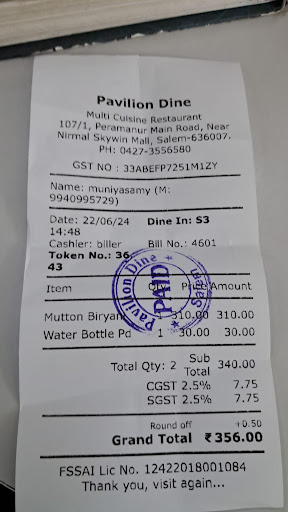 Pavilion Dine
Multi Cuisine Restaurant
107/1, Peramanur Main Road, Near
Nirmal Skywin Mall, Salem-636007.
PH: 0427-3556580
GST NO : 33ABEFP7251M1ZY
Name: muniyasamy (M:
9940995729)
Date: 22/06/24 Dine In: S3
14:48
Cashier: biller Bill No.: 4601
Token No.: 36,
43
Item Price Amount
Mutton Biryani 310.00 310.00
Water Bottle Pd 1 30.00 30.00
Total Qty: 2 Sub Total 340.00
CGST 2.5% 7.75
SGST 2.5% 7.75
Round off +0.50
Grand Total ₹356.00
FSSAI Lic No. 12422018001084
Thank you, visit again...
Pavilion Dine
PAID
Salem